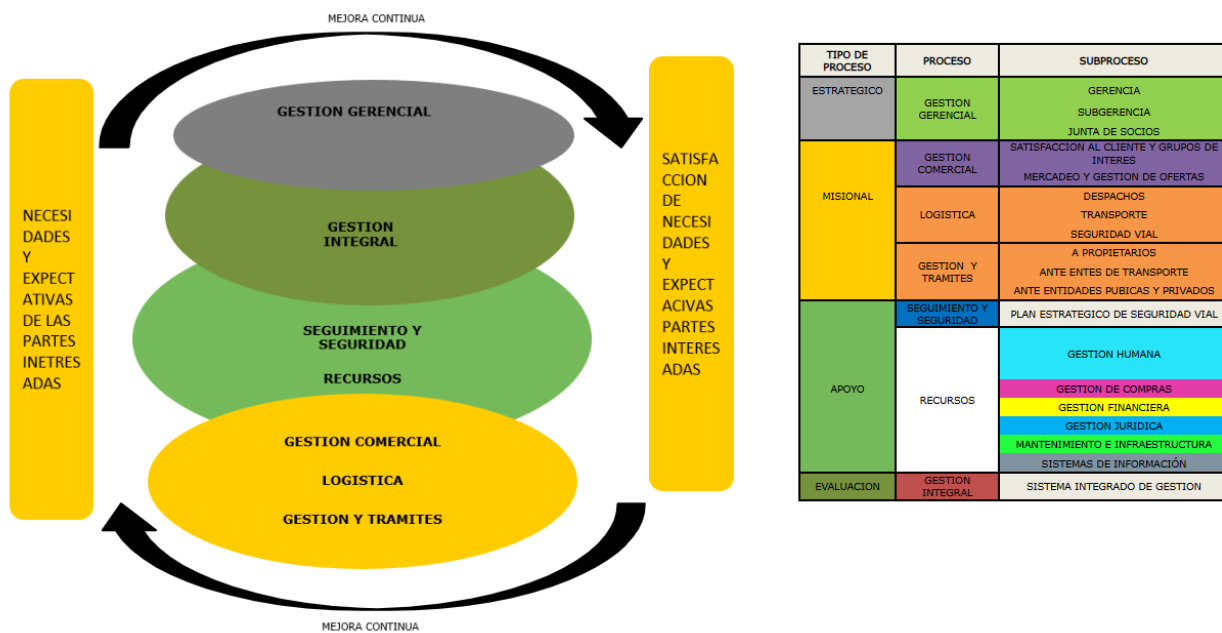 MEJORA CONTINUA
NECESI
DADES
Y
EXPECT
ATIVAS
DE LAS
PARTES
INETRES
ADAS
GESTION GERENCIAL
GESTION
INTEGRAL
SEGUIMIENTO Y
SEGURIDAD
RECURSOS
GESTION COMERCIAL
LOGISTICA
GESTION Y TRAMITES
SATISFA
CCION
DE
NECESI
DADES
Y
EXPECT
ACIVAS
PARTES
INTERES
ADAS
MEJORA CONTINUA
TIPO DE
PROCESO
PROCESO
SUBPROCESO
ESTRATEGICO
GESTION
GERENCIAL
GERENCIA
SUBGERENCIA
JUNTA DE SOCIOS
MISIONAL
GESTION
COMERCIAL
SATISFACCION AL CLIENTE Y GRUPOS DE
INTERES
MERCADEO Y GESTION DE OFERTAS
LOGISTICA
DESPACHOS
TRANSPORTE
SEGURIDAD VIAL
GESTION Y
TRAMITES
A PROPIETARIOS
ANTE ENTES DE TRANSPORTE
ANTE ENTIDADES PUBICAS Y PRIVADOS
APOYO
SEGUIMIENTO Y
SEGURIDAD
PLAN ESTRATEGICO DE SEGURIDAD VIAL
RECURSOS
GESTION HUMANA
GESTION DE COMPRAS
GESTION FINANCIERA
GESTION JURIDICA
MANTENIMIENTO E INFRAESTRUCTURA
SISTEMAS DE INFORMACIÓN
EVALUACION
GESTION
INTEGRAL
SISTEMA INTEGRADO DE GESTION